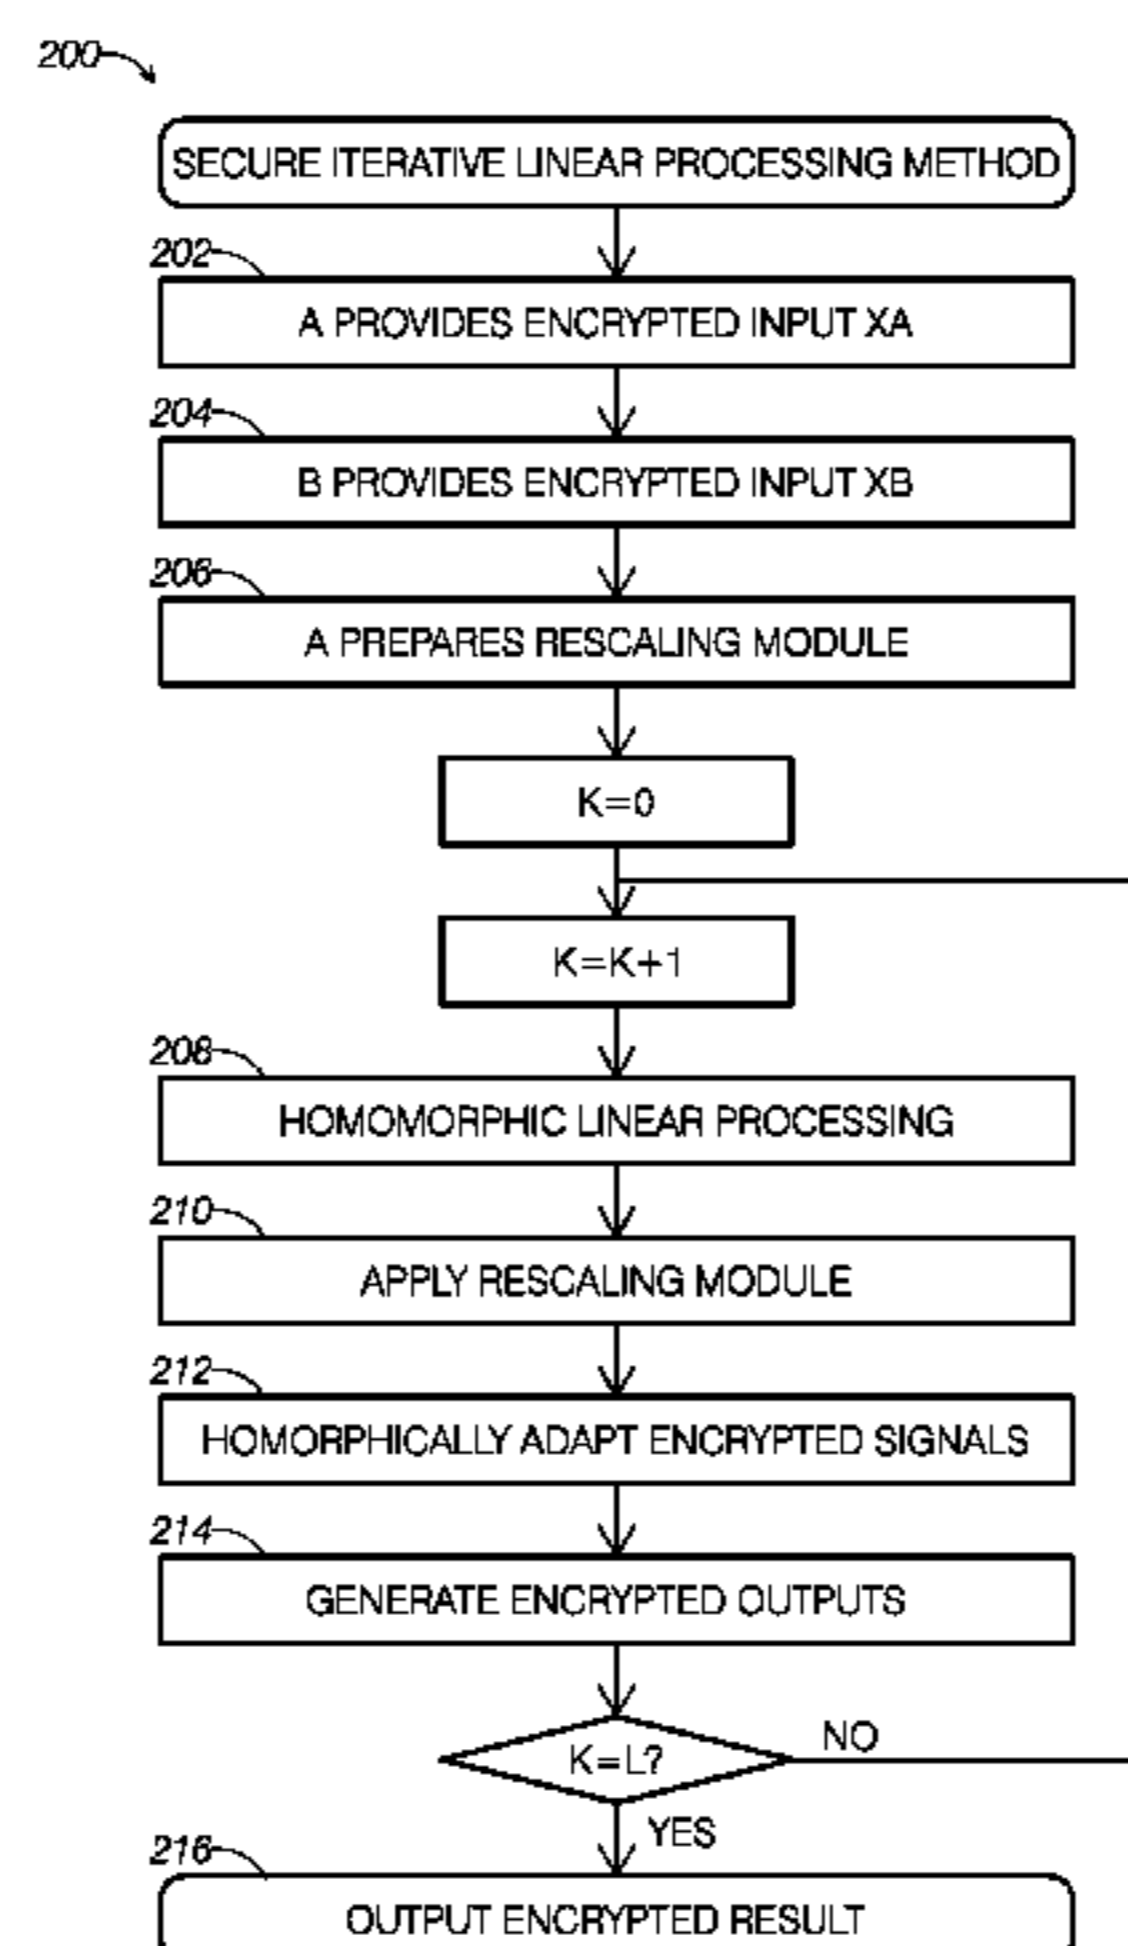 200
SECURE ITERATIVE LINEAR PROCESSING METHOD
202
A PROVIDES ENCRYPTED INPUT XA
204
B PROVIDES ENCRYPTED INPUT XB
206
A PREPARES RESCALING MODULE
K=0
K=K+1
208
HOMOMORPHIC LINEAR PROCESSING
210
APPLY RESCALING MODULE
212
HOMORPHICALLY ADAPT ENCRYPTED SIGNALS
214
GENERATE ENCRYPTED OUTPUTS
K=L?
NO
YES
216
OUTPUT ENCRYPTED RESULT